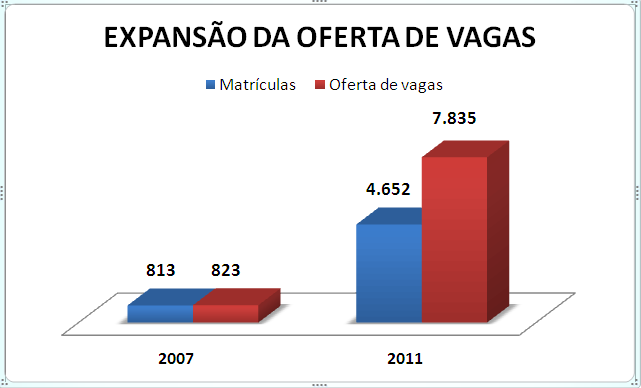 EXPANSÃO DA OFERTA DE VAGAS
Matrículas Oferta de vagas
7.835
4.652
813 823
2007 2011